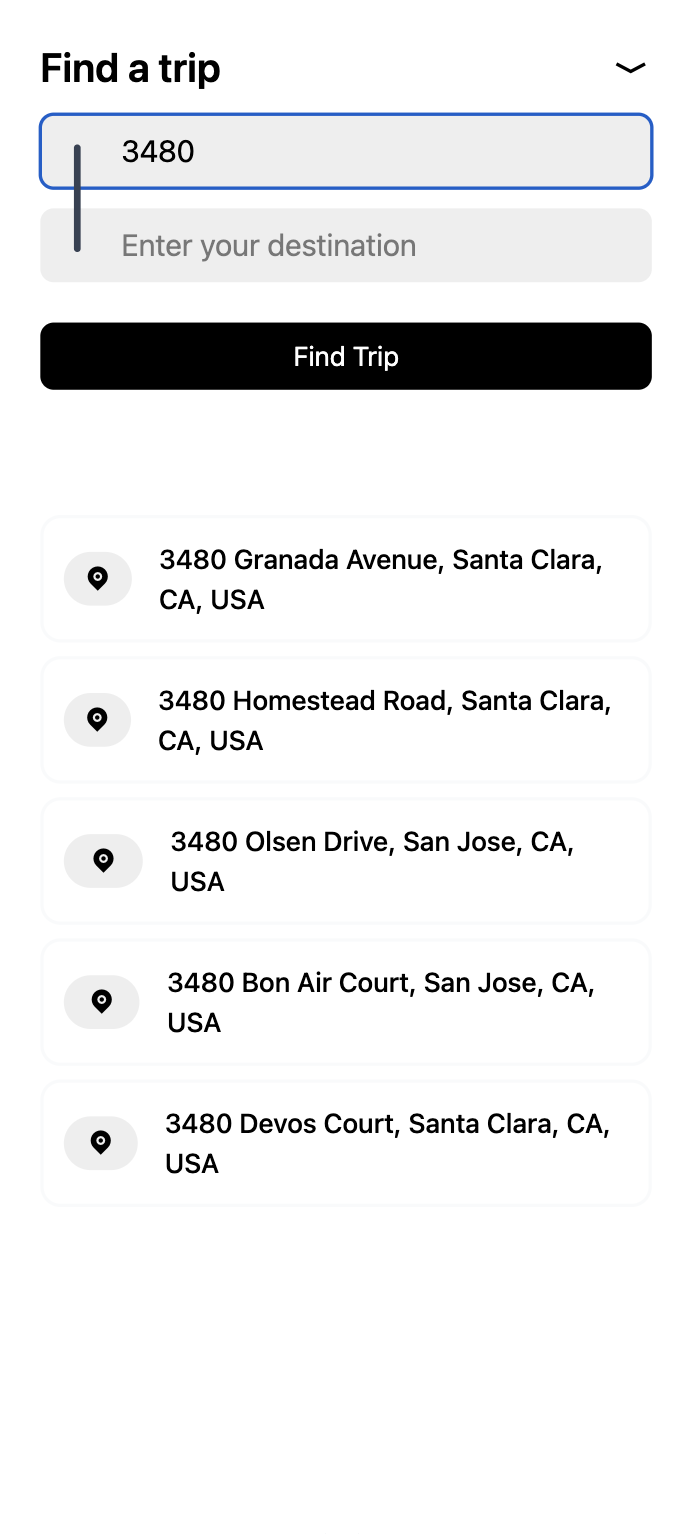 Find a trip
3480
Enter your destination
Find Trip
3480 Granada Avenue, Santa Clara,
CA, USA
3480 Homestead Road, Santa Clara,
CA, USA
3480 Olsen Drive, San Jose, CA,
USA
3480 Bon Air Court, San Jose, CA,
USA
3480 Devos Court, Santa Clara, CA,
USA